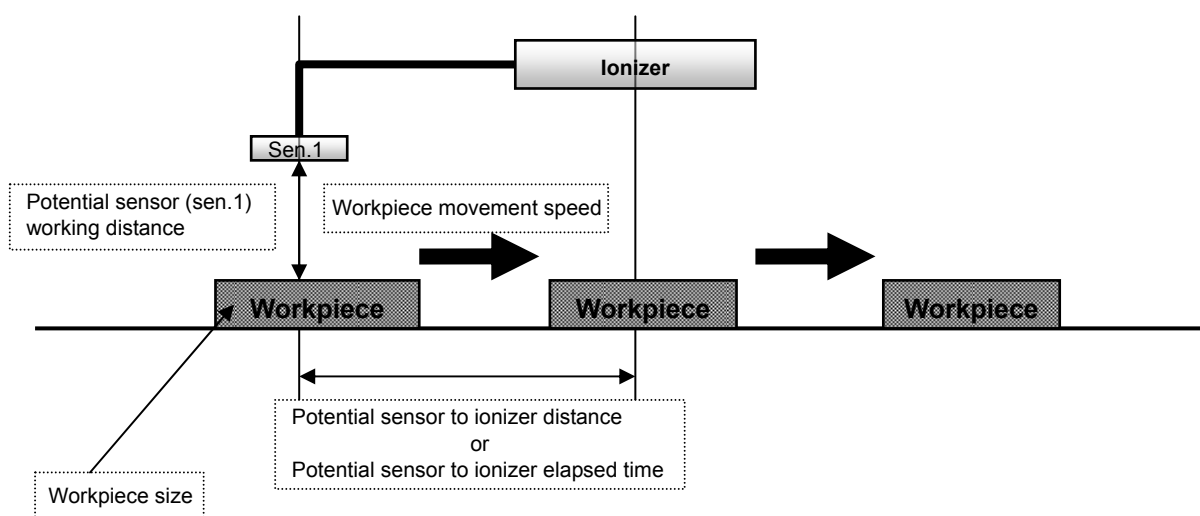 Ionizer
Sen.1
Potential sensor (sen.1)
working distance
Workpiece movement speed
Workpiece
Workpiece
Workpiece
Potential sensor to ionizer distance
or
Potential sensor to ionizer elapsed time
Workpiece size